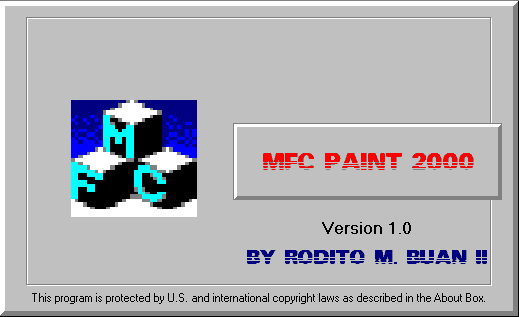 M
F C
MFC PAINT 2000
Version 1.0
BY RODITO M. BUAN II
This program is protected by U.S. and international copyright laws as described in the About Box.